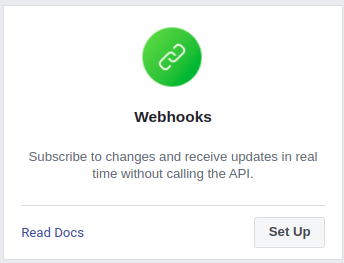 Webhooks
Subscribe to changes and receive updates in real
time without calling the API.
Read Docs
Set Up